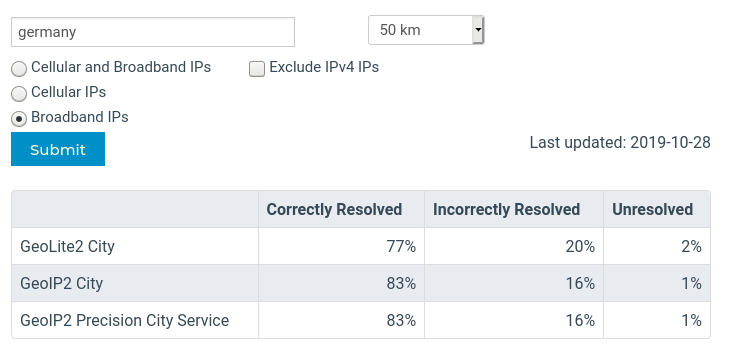 germany 50 km
Cellular and Broadband IPs Exclude IPv4 IPs
Cellular IPs
Broadband IPs
Submit Last updated: 2019-10-28
Correctly Resolved Incorrectly Resolved Unresolved
GeoLite2 City 77% 20% 2%
GeoIP2 City 83% 16% 1%
GeoIP2 Precision City Service 83% 16% 1%